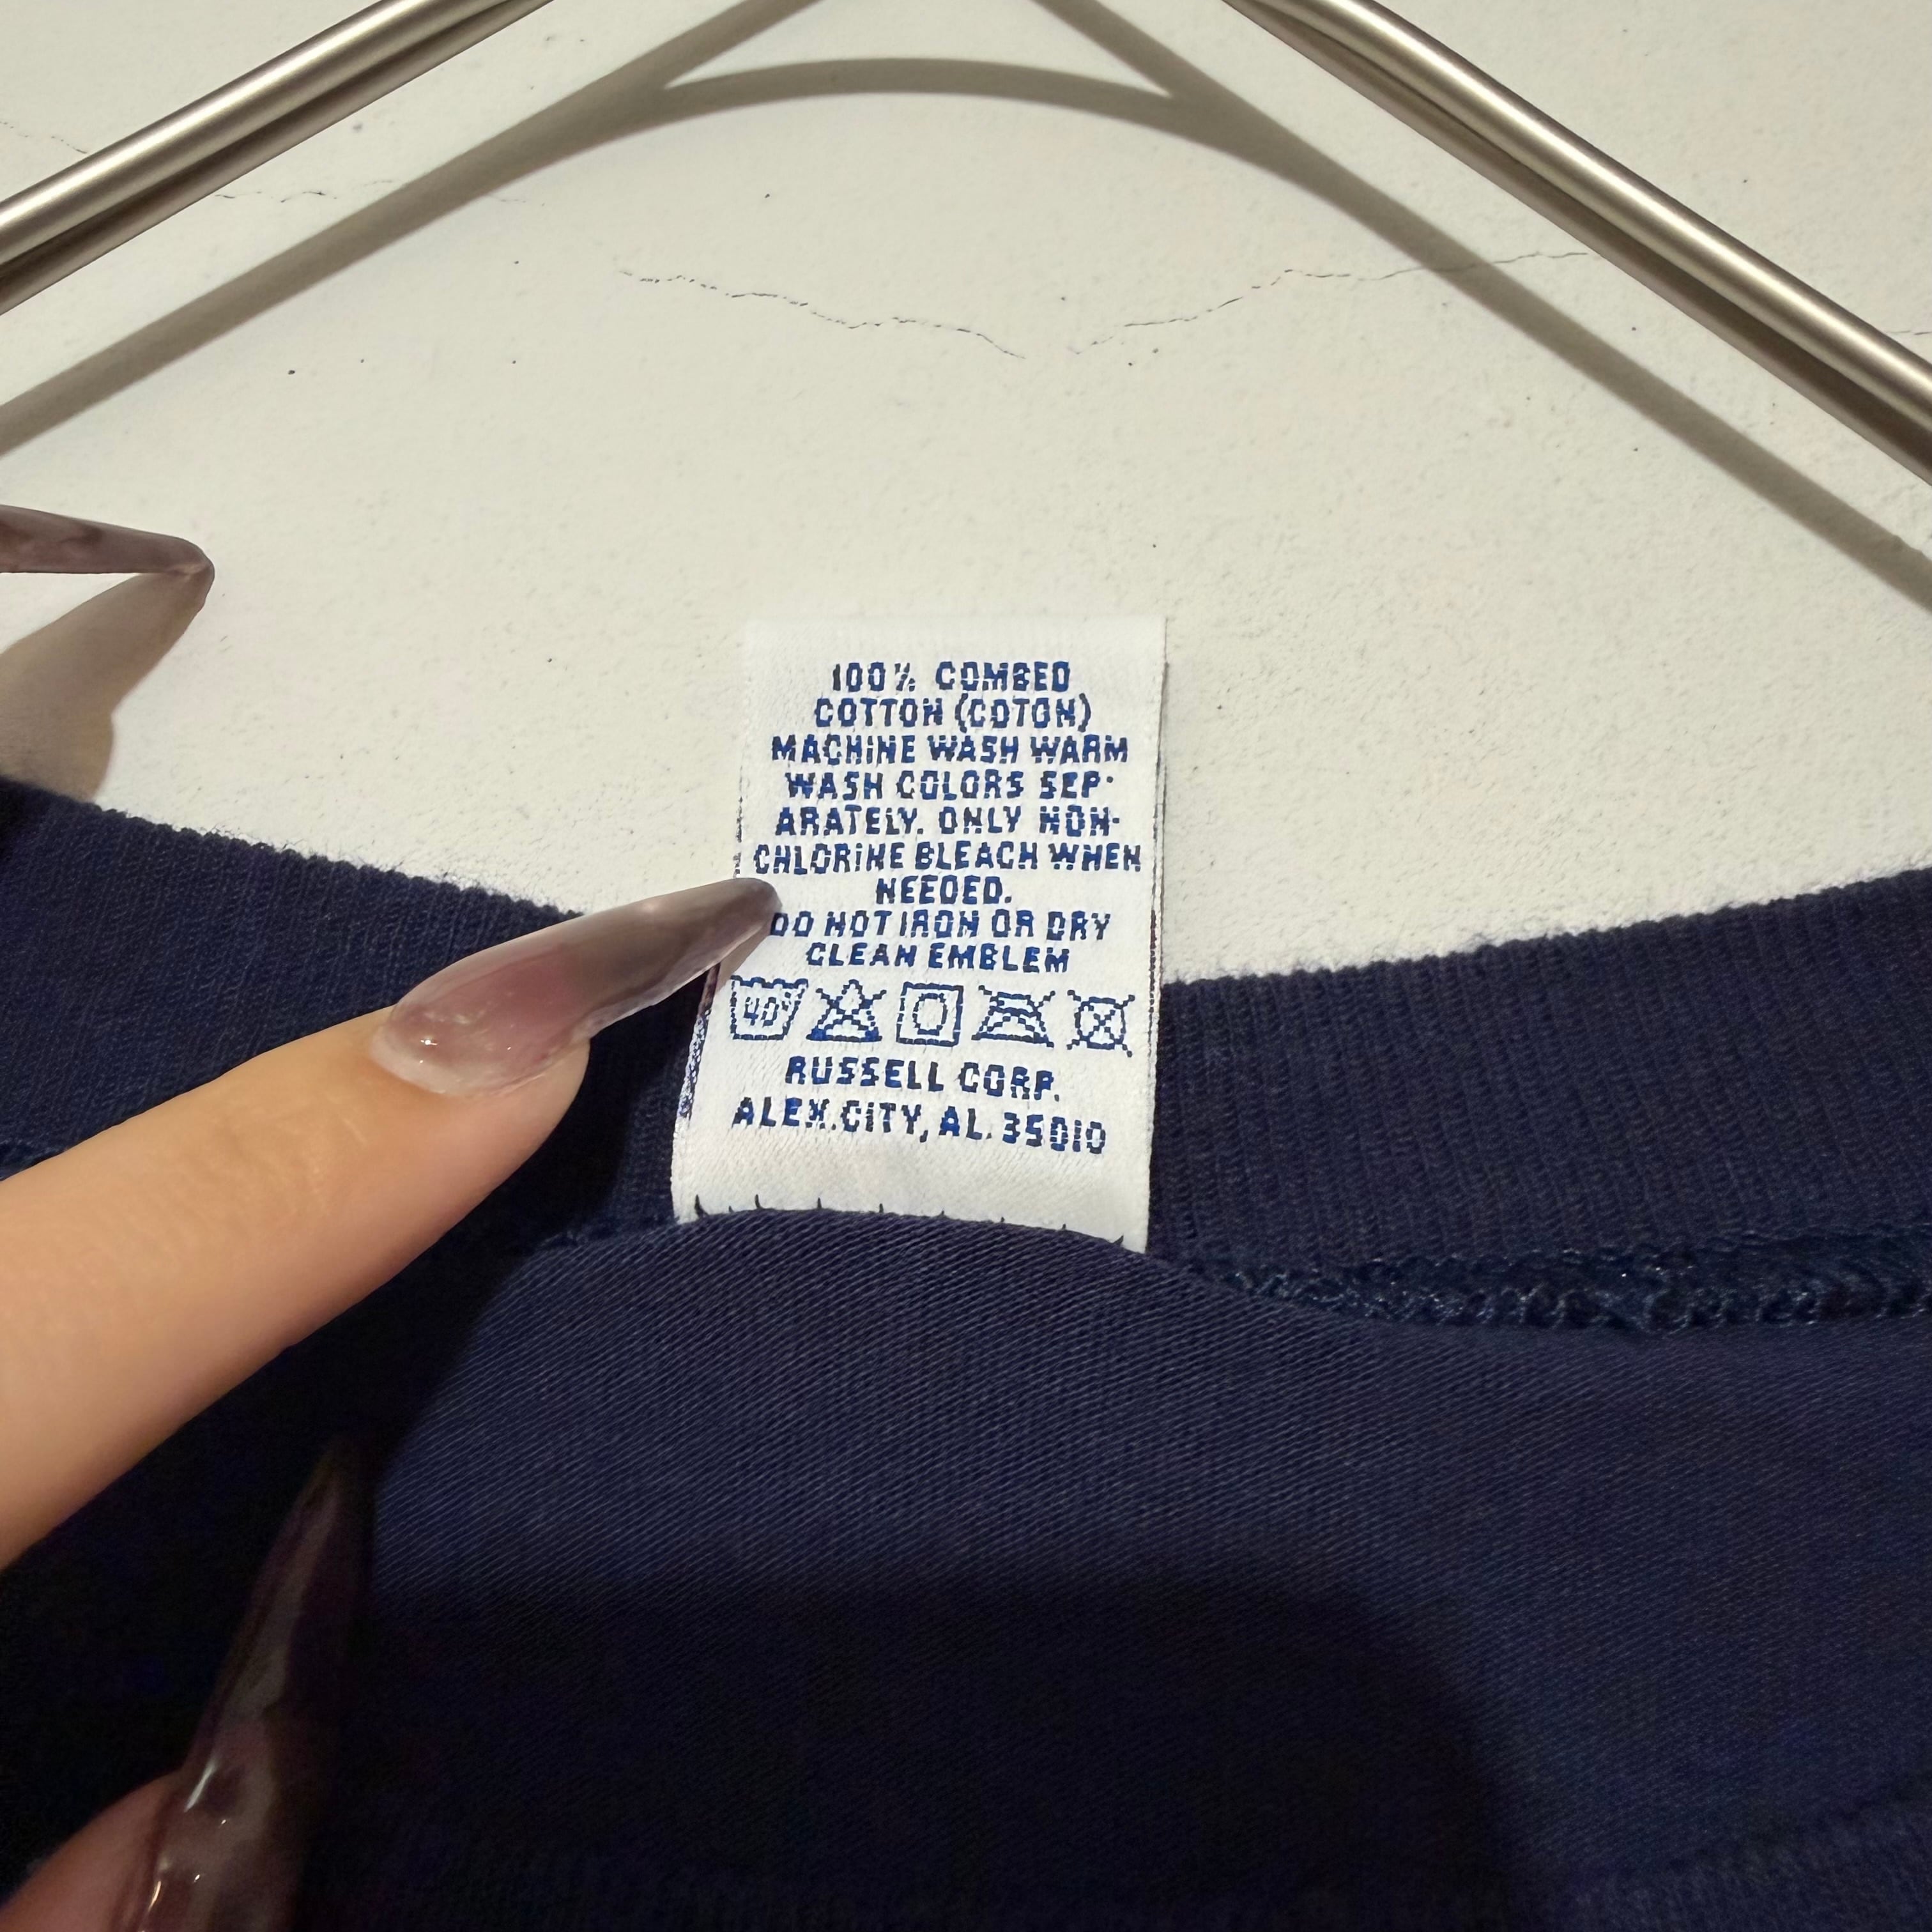 100% COMBED
COTTON (COTON)
MACHINE WASH WARM
WASH COLORS SEP-
ARATELY. ONLY NON-
CHLORINE BLEACH WHEN
NEEDED.
DO NOT IRON OR DRY
CLEAN EMBLEM
40°
RUSSELL CORP.
ALEX.CITY, AL. 35010